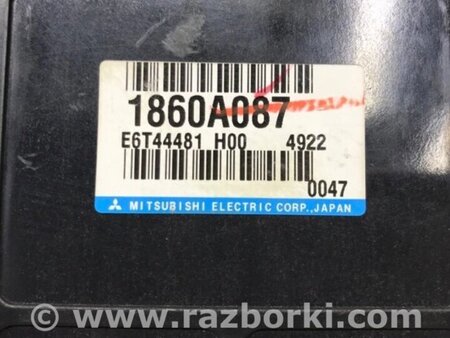 1860A087
E6T44481 H00 4922
0047
MITSUBISHI ELECTRIC CORP., JAPAN
© www.razborki.com